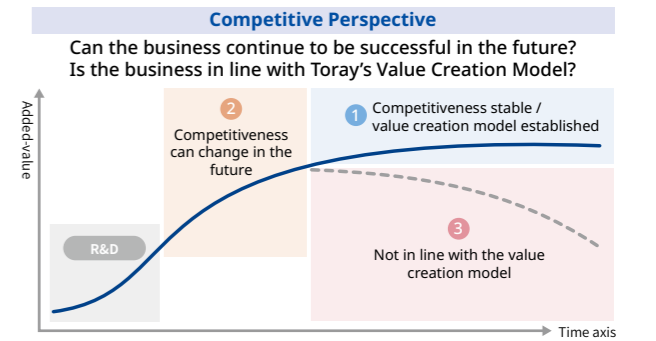 Competitive Perspective
Can the business continue to be successful in the future?
Is the business in line with Toray's Value Creation Model?
Added-value
2
Competitiveness
can change in the
future
1
Competitiveness stable /
value creation model established
R&D
3
Not in line with the value
creation model
Time axis